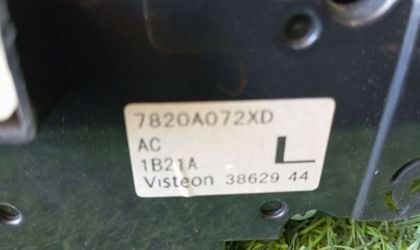 7820A072XD
AC
1B21A
L
Visteon 38629 44